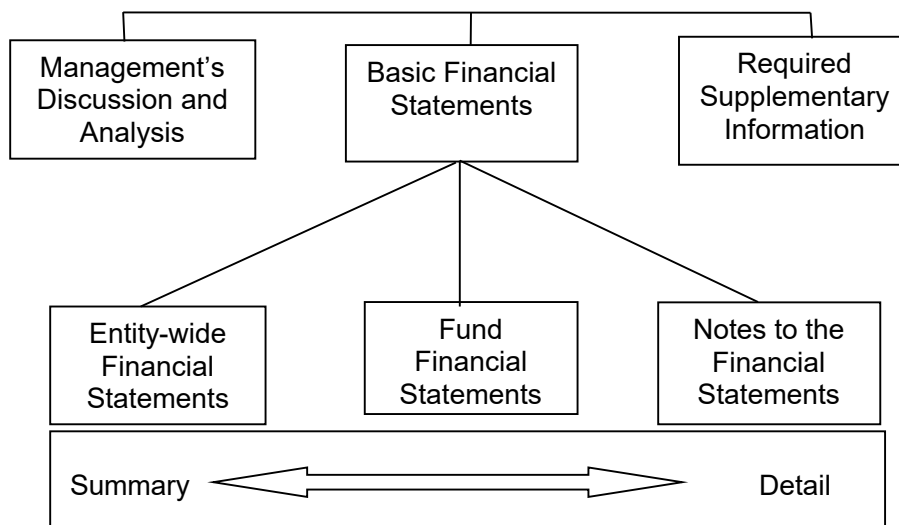 Management’s
Discussion and
Analysis
Basic Financial
Statements
Required
Supplementary
Information
Entity-wide
Financial
Statements
Fund
Financial
Statements
Notes to the
Financial
Statements
Summary
Detail